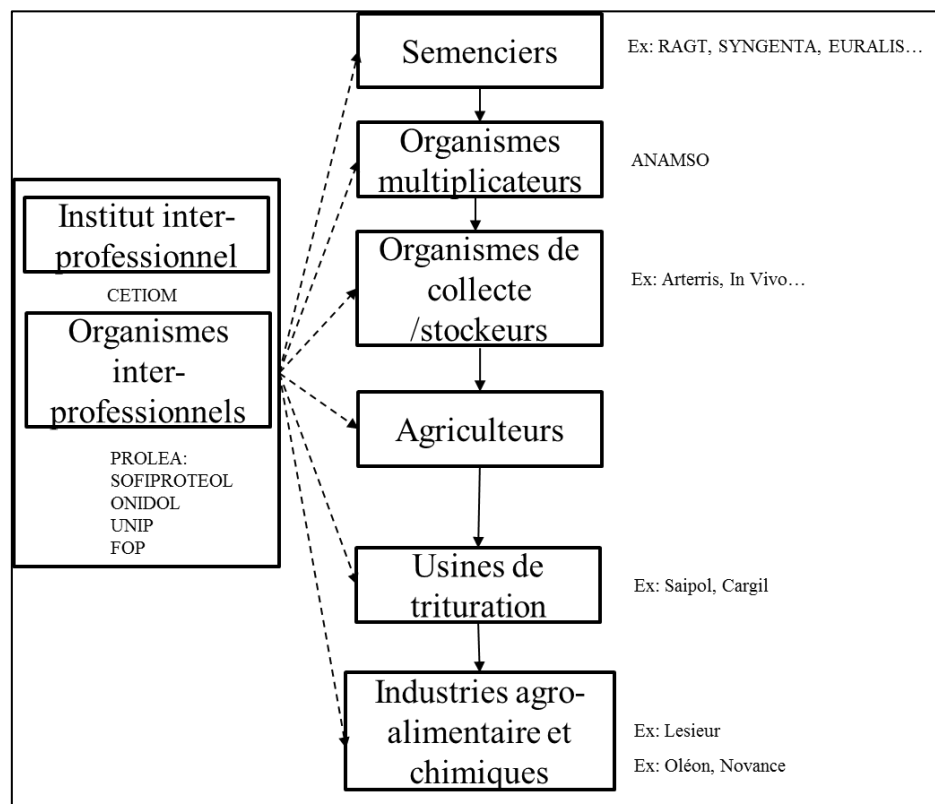 Semenciers
Ex: RAGT, SYNGENTA, EURALIS…
Organismes
multiplicateurs
ANAMSO
Institut inter-
professionnel
CETIOM
Organismes
inter-
professionnels
PROLEA:
SOFIPROTEOL
ONIDOL
UNIP
FOP
Organismes de
collecte
/stockeurs
Ex: Arterris, In Vivo…
Agriculteurs
Usines de
trituration
Ex: Saipol, Cargil
Industries agro-
alimentaire et
chimiques
Ex: Lesieur
Ex: Oléon, Novance